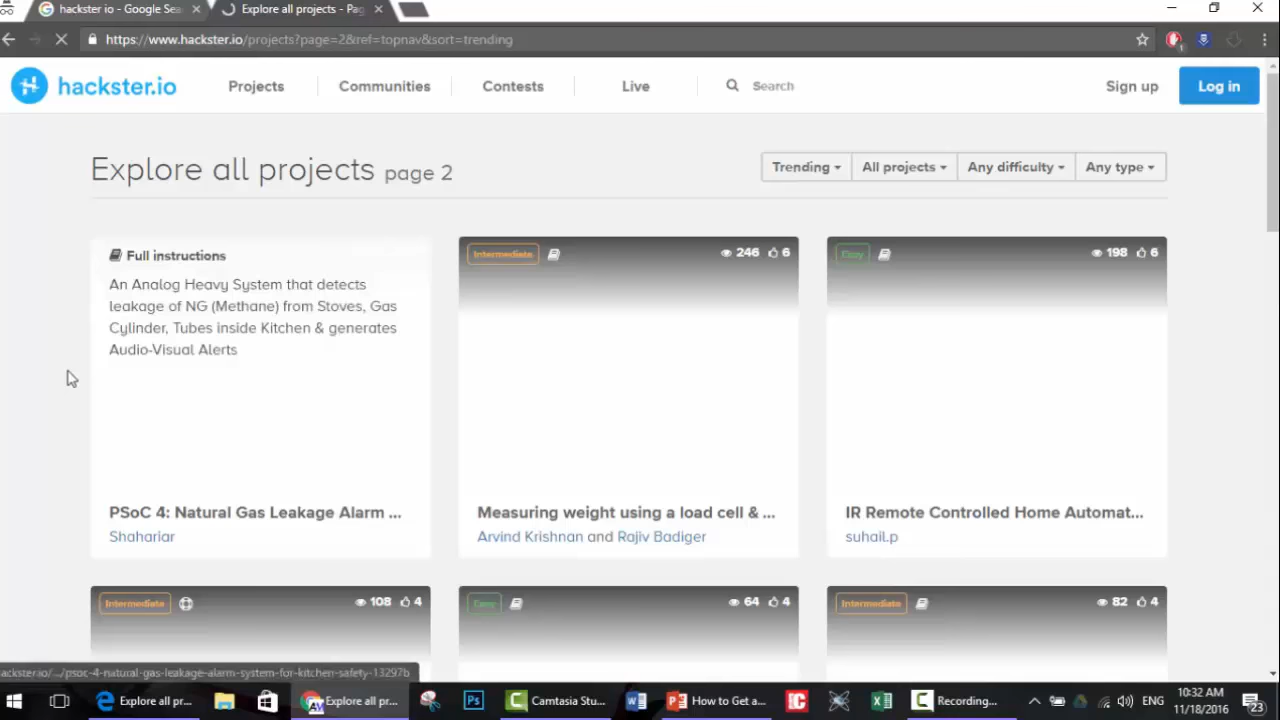 hackster io - Google Sea
Explore all projects - Pag
https://www.hackster.io/projects?page=2&ref=topnav&sort=trending
1
hackster.io
Projects
Communities
Contests
Live
Search
Sign up
Log in
Explore all projects page 2
Trending
All projects
Any difficulty
Any type
Full instructions
An Analog Heavy System that detects
leakage of NG (Methane) from Stoves, Gas
Cylinder, Tubes inside Kitchen & generates
Audio-Visual Alerts
PSoC 4: Natural Gas Leakage Alarm ...
Shahariar
Intermediate
246 6
Measuring weight using a load cell & ...
Arvind Krishnan and Rajiv Badiger
Easy
198 6
IR Remote Controlled Home Automat...
suhail.p
Intermediate
108 4
Easy
64 4
Intermediate
82 4
ackster.io/.../psoc-4-natural-gas-leakage-alarm-system-for-kitchen-safety-13297b
Explore all pr...
AV
Explore all pr...
Ps
C
Camtasia Stu...
W
P
How to Get a...
C
Recording...
ENG
10:32 AM
11/18/2016
23